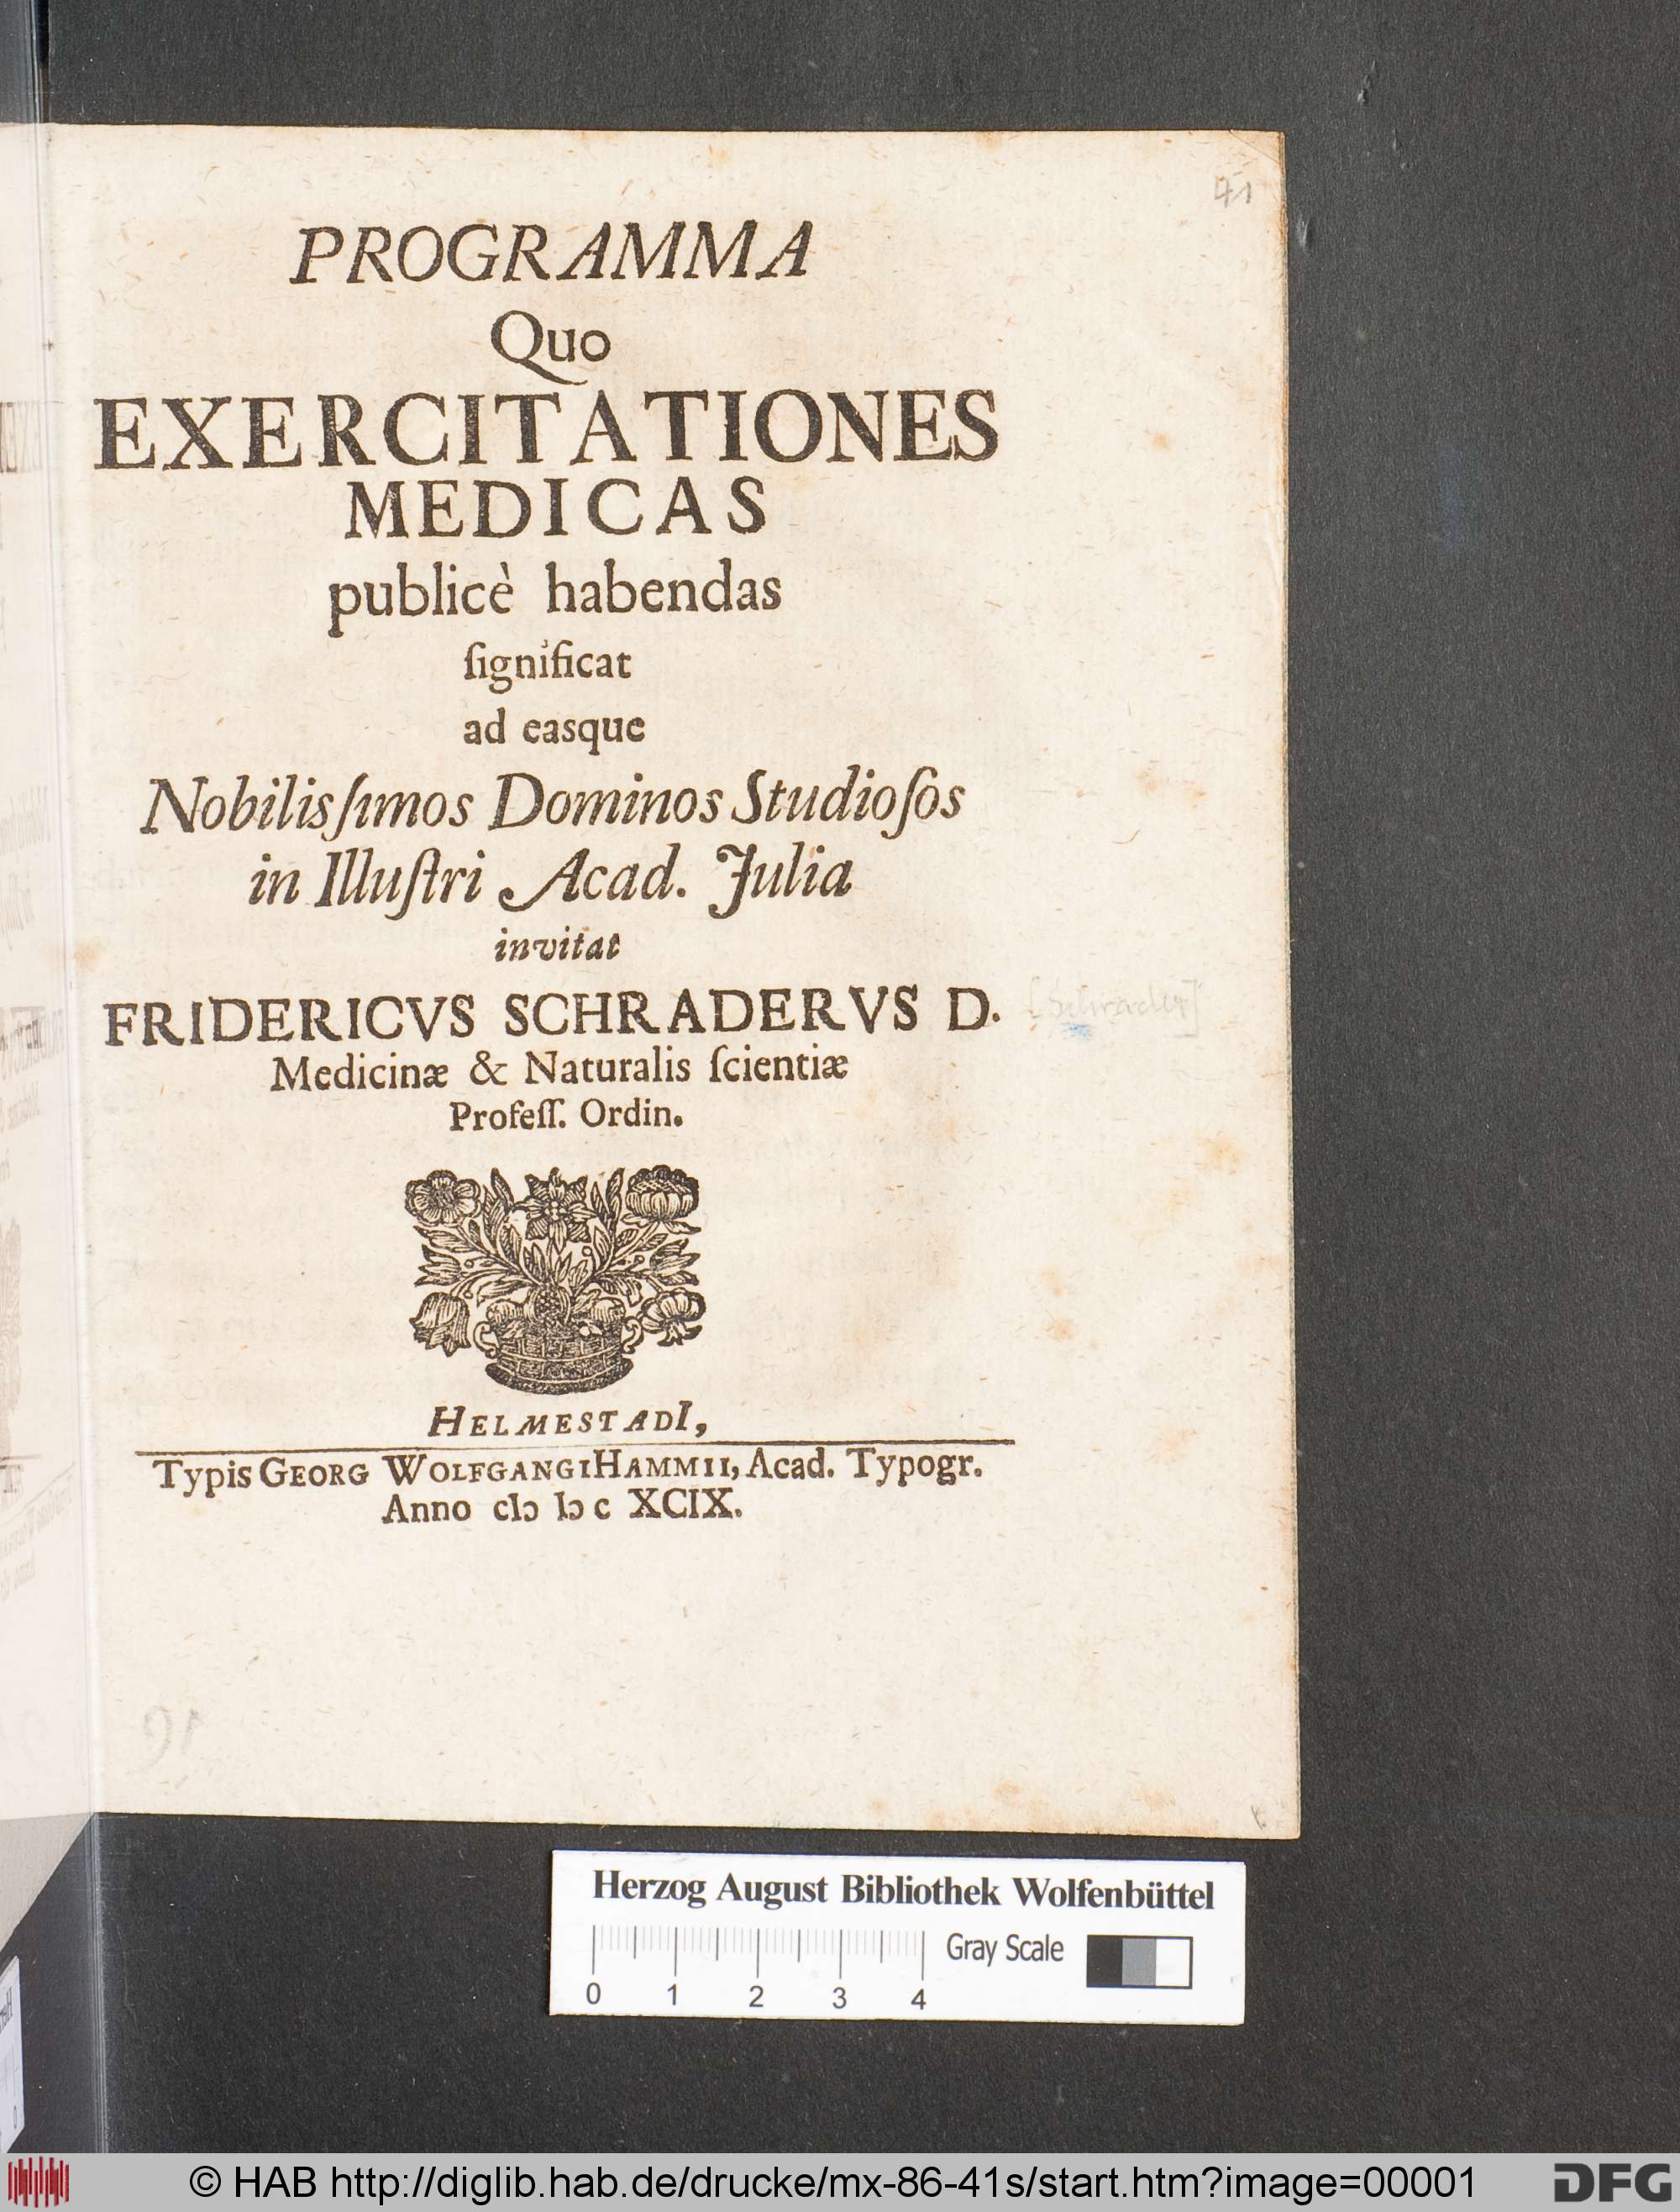 41
PROGRAMMA
Quo
EXERCITATIONES
MEDICAS
publicè habendas
ſignificat
ad easque
Nobilisſimos Dominos Studioſos
in Illuſtri Acad. Julia
invitat
FRIDERICVS SCHRADERVS D.
Medicinæ & Naturalis ſcientiæ
Profeſſ. Ordin.
HELMESTADI,
Typis GEORG WOLFGANGI HAMMII, Acad. Typogr.
Anno cIↄ Iↄ c XCIX.
Herzog August Bibliothek Wolfenbüttel
Gray Scale
0 1 2 3 4
© HAB http://diglib.hab.de/drucke/mx-86-41s/start.htm?image=00001
DFG